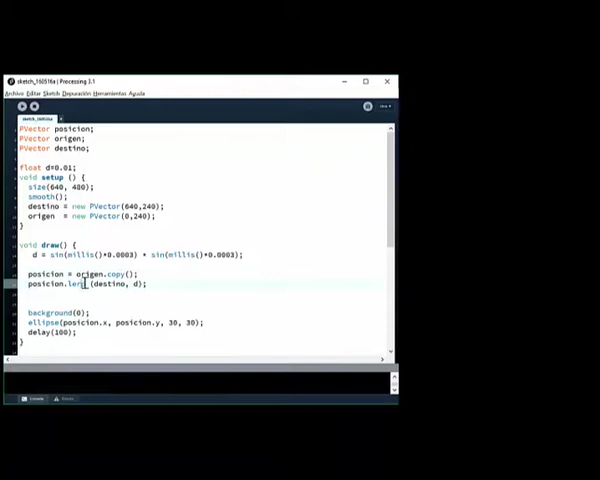 sketch_160516a | Processing 3.1
Archivo Editar Sketch Depuración Herramientas Ayuda
sketch_160516a
PVector posicion;
PVector origen;
PVector destino;
float d=0.01;
void setup () {
size(640, 480);
smooth();
destino = new PVector(640,240);
origen = new PVector(0,240);
}
void draw() {
d = sin(millis()*0.0003) * sin(millis()*0.0003);
posicion = origen.copy();
posicion.lerp (destino, d);
background(0);
ellipse(posicion.x, posicion.y, 30, 30);
delay(100);
}